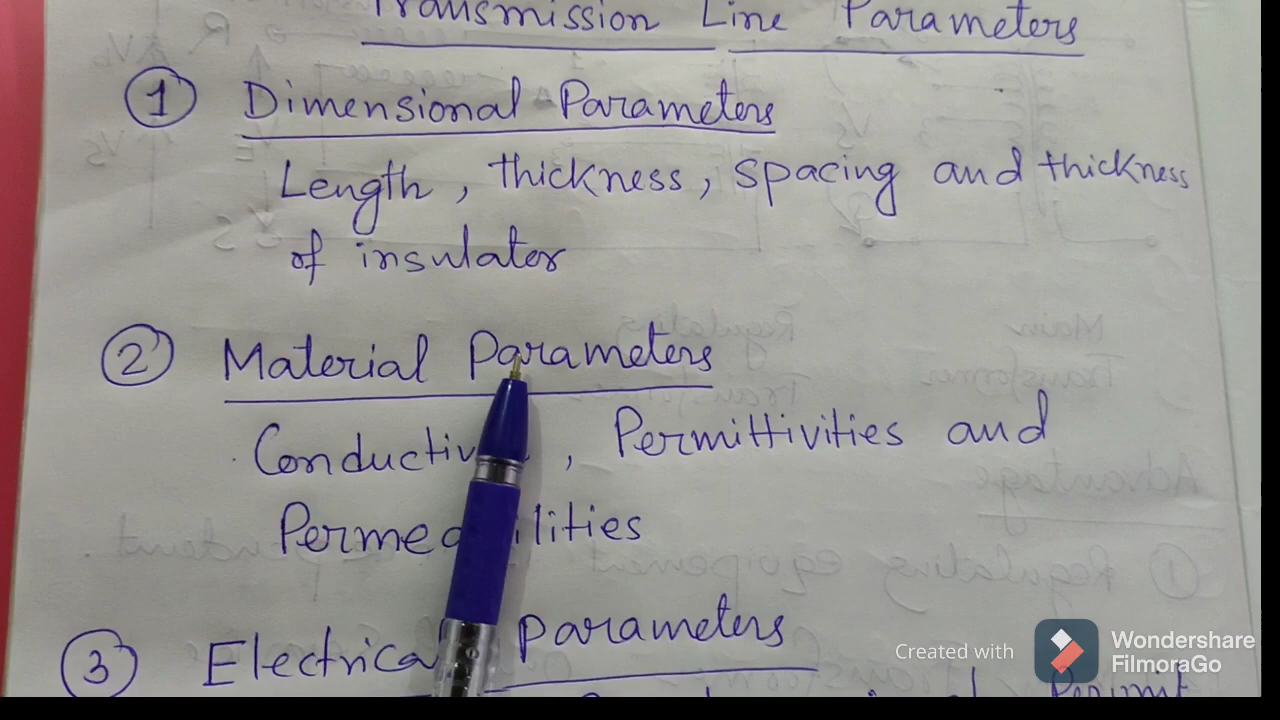 Transmission Line Parameters
1 Dimensional Parameters
Length, thickness, spacing and thickness
of insulator
2 Material Parameters
, Permittivities and
3 Electrical parameters
Created with
Wondershare
FilmoraGo